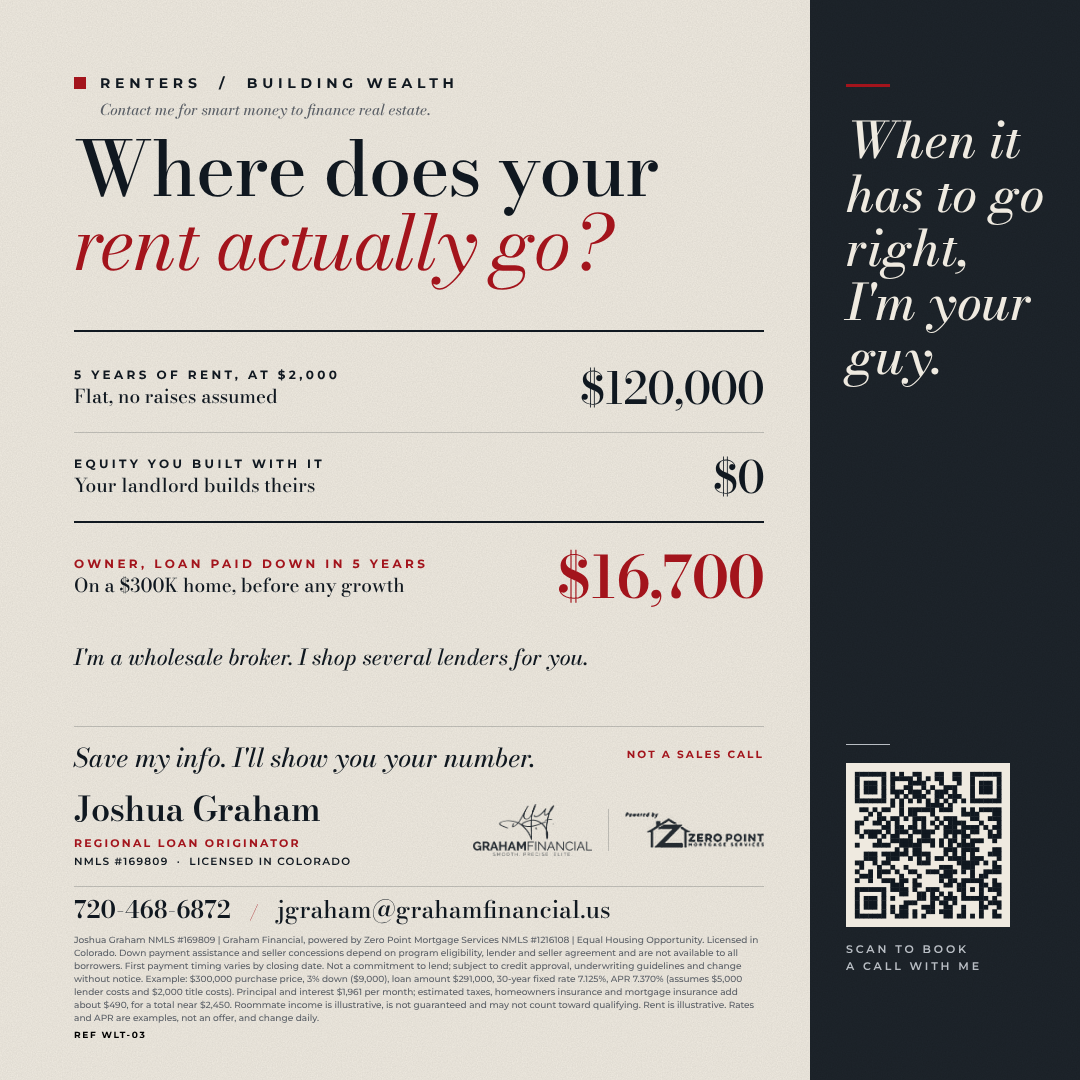 RENTERS / BUILDING WEALTH
Contact me for smart money to finance real estate.
Where does your
rent actually go?
5 YEARS OF RENT, AT $2,000
Flat, no raises assumed
$120,000
EQUITY YOU BUILT WITH IT
Your landlord builds theirs
$0
OWNER, LOAN PAID DOWN IN 5 YEARS
On a $300K home, before any growth
$16,700
I'm a wholesale broker. I shop several lenders for you.
Save my info. I'll show you your number.
NOT A SALES CALL
Joshua Graham
REGIONAL LOAN ORIGINATOR
NMLS #169809 · LICENSED IN COLORADO
GRAHAMFINANCIAL
SMOOTH. PRECISE. ELITE.
Powered by
ZERO POINT
MORTGAGE SERVICES
720-468-6872 / jgraham@grahamfinancial.us
Joshua Graham NMLS #169809 | Graham Financial, powered by Zero Point Mortgage Services NMLS #1216108 | Equal Housing Opportunity. Licensed in
Colorado. Down payment assistance and seller concessions depend on program eligibility, lender and seller agreement and are not available to all
borrowers. First payment timing varies by closing date. Not a commitment to lend; subject to credit approval, underwriting guidelines and change
without notice. Example: $300,000 purchase price, 3% down ($9,000), loan amount $291,000, 30-year fixed rate 7.125%, APR 7.370% (assumes $5,000
lender costs and $2,000 title costs). Principal and interest $1,961 per month; estimated taxes, homeowners insurance and mortgage insurance add
about $490, for a total near $2,450. Roommate income is illustrative, is not guaranteed and may not count toward qualifying. Rent is illustrative. Rates
and APR are examples, not an offer, and change daily.
REF WLT-03
When it
has to go
right,
I'm your
guy.
SCAN TO BOOK
A CALL WITH ME